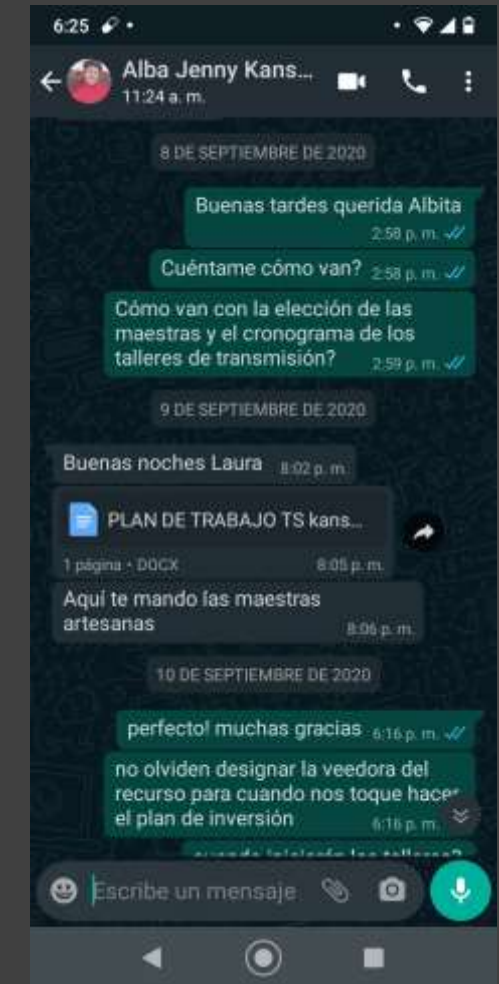 6:25
Alba Jenny Kans...
11:24 a. m.
8 DE SEPTIEMBRE DE 2020
Buenas tardes querida Albita
2:58 p. m.
Cuéntame cómo van? 2:58 p. m.
Cómo van con la elección de las
maestras y el cronograma de los
talleres de transmisión? 2:59 p. m.
9 DE SEPTIEMBRE DE 2020
Buenas noches Laura 8:02 p. m.
PLAN DE TRABAJO TS kans...
1 página • DOCX 8:05 p. m.
Aquí te mando las maestras
artesanas 8:06 p. m.
10 DE SEPTIEMBRE DE 2020
perfecto! muchas gracias 6:16 p. m.
no olviden designar la veedora del
recurso para cuando nos toque hacer
el plan de inversión 6:16 p. m.
Escribe un mensaje